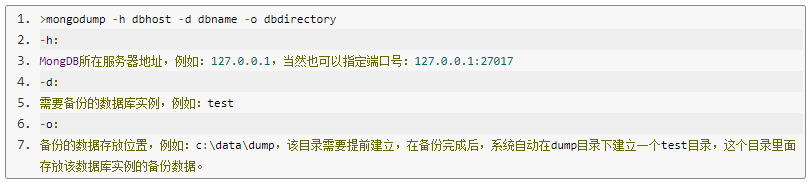 1. >mongodump -h dbhost -d dbname -o dbdirectory
2. -h:
3. MongDB所在服务器地址，例如：127.0.0.1，当然也可以指定端口号：127.0.0.1:27017
4. -d:
5. 需要备份的数据库实例，例如：test
6. -o:
7. 备份的数据存放位置，例如：c:\data\dump，该目录需要提前建立，在备份完成后，系统自动在dump目录下建立一个test目录，这个目录里面
存放该数据库实例的备份数据。